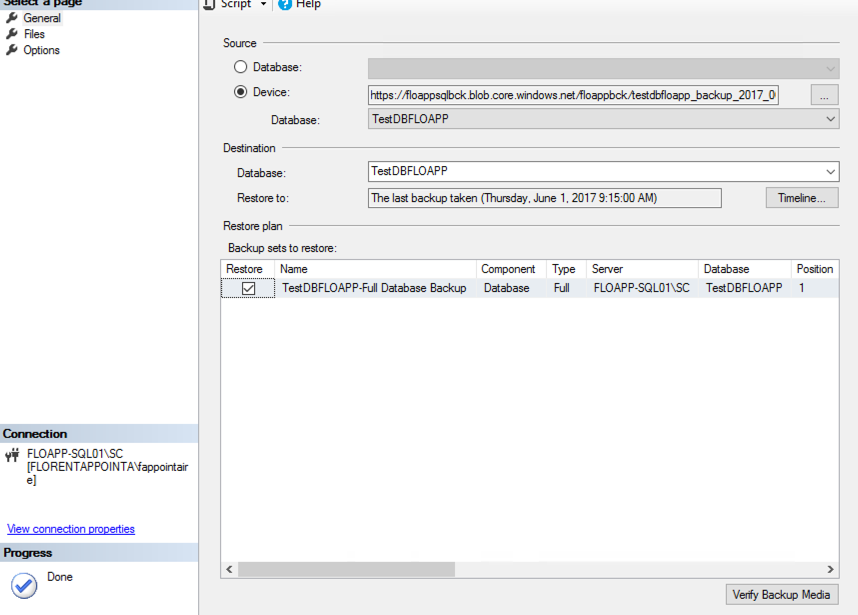 Select a page
General
Files
Options
Script
Help
Source
Database:
Device:
https://floappsqlbck.blob.core.windows.net/floappbck/testdbfloapp_backup_2017_0
...
Database:
TestDBFLOAPP
Destination
Database:
TestDBFLOAPP
Restore to:
The last backup taken (Thursday, June 1, 2017 9:15:00 AM)
Timeline...
Restore plan
Backup sets to restore:
Restore Name Component Type Server Database Position
TestDBFLOAPP-Full Database Backup Database Full FLOAPP-SQL01\SC TestDBFLOAPP 1
Connection
FLOAPP-SQL01\SC
[FLORENTAPPOINTA\fappointair
e]
View connection properties
Progress
Done
Verify Backup Media